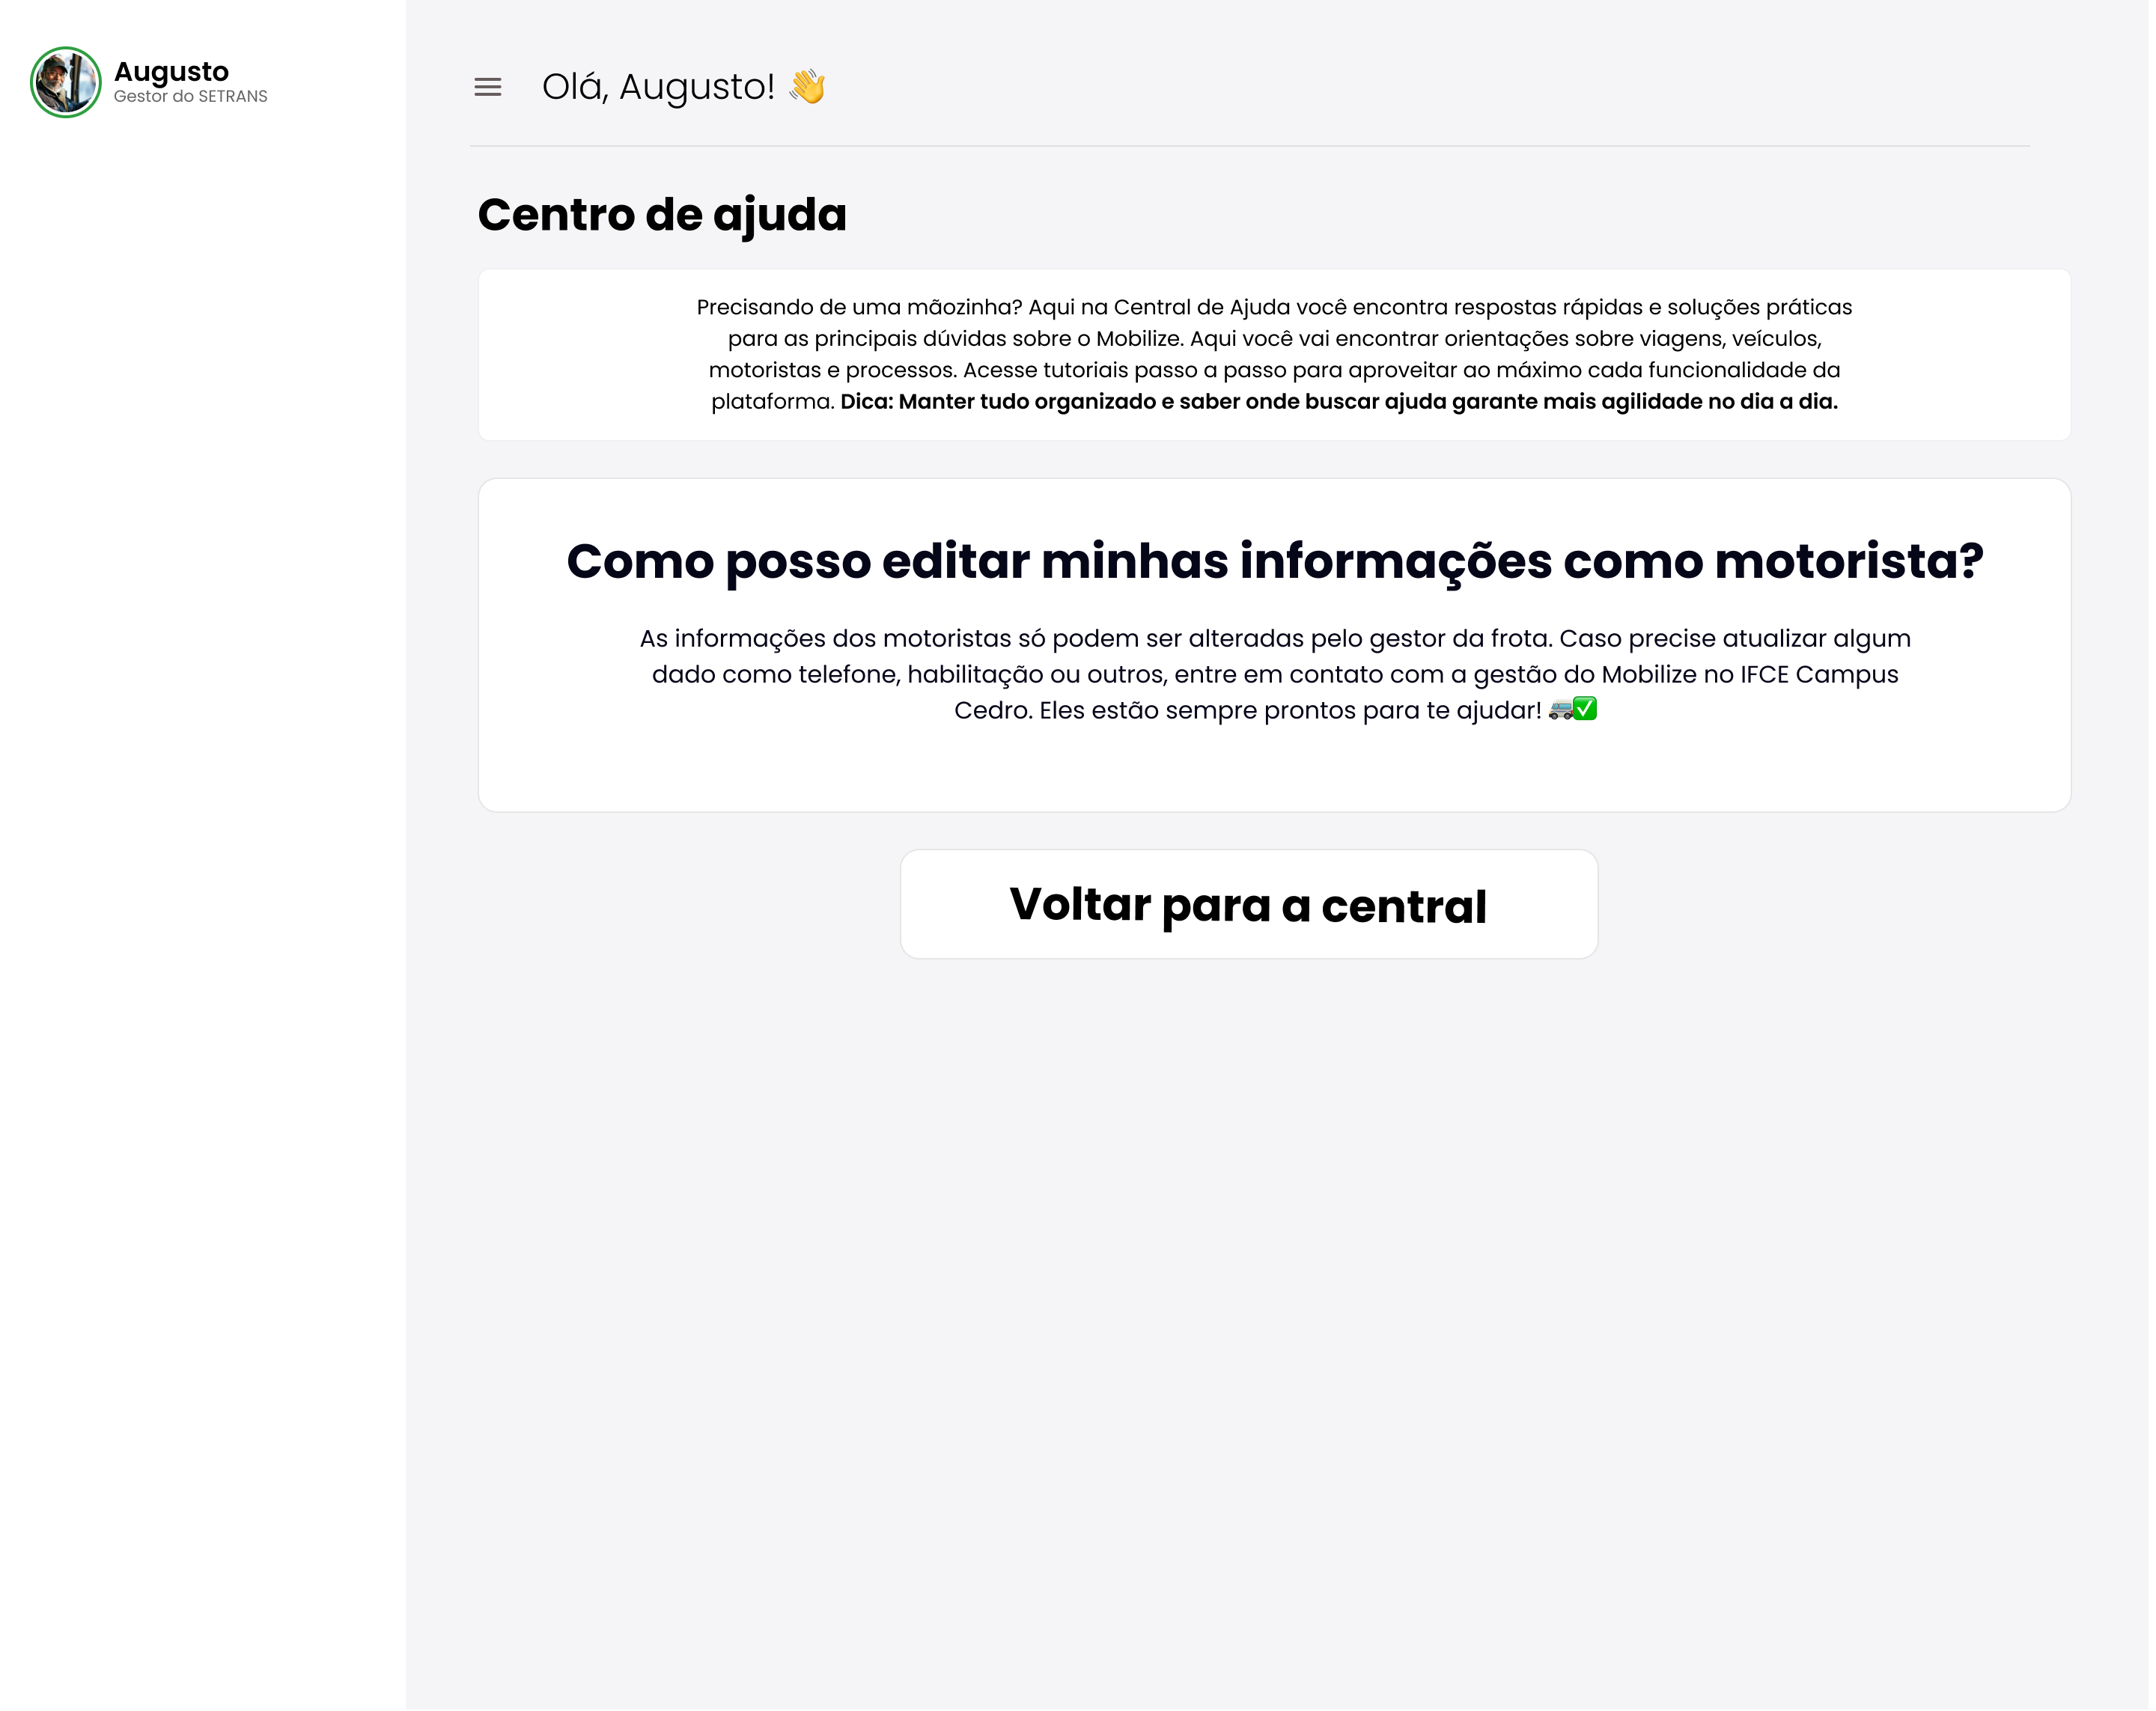 Augusto
Gestor do SETRANS
Olá, Augusto! 👋
Centro de ajuda
Precisando de uma mãozinha? Aqui na Central de Ajuda você encontra respostas rápidas e soluções práticas
para as principais dúvidas sobre o Mobilize. Aqui você vai encontrar orientações sobre viagens, veículos,
motoristas e processos. Acesse tutoriais passo a passo para aproveitar ao máximo cada funcionalidade da
plataforma. Dica: Manter tudo organizado e saber onde buscar ajuda garante mais agilidade no dia a dia.
Como posso editar minhas informações como motorista?
As informações dos motoristas só podem ser alteradas pelo gestor da frota. Caso precise atualizar algum
dado como telefone, habilitação ou outros, entre em contato com a gestão do Mobilize no IFCE Campus
Cedro. Eles estão sempre prontos para te ajudar! 🚐✅
Voltar para a central